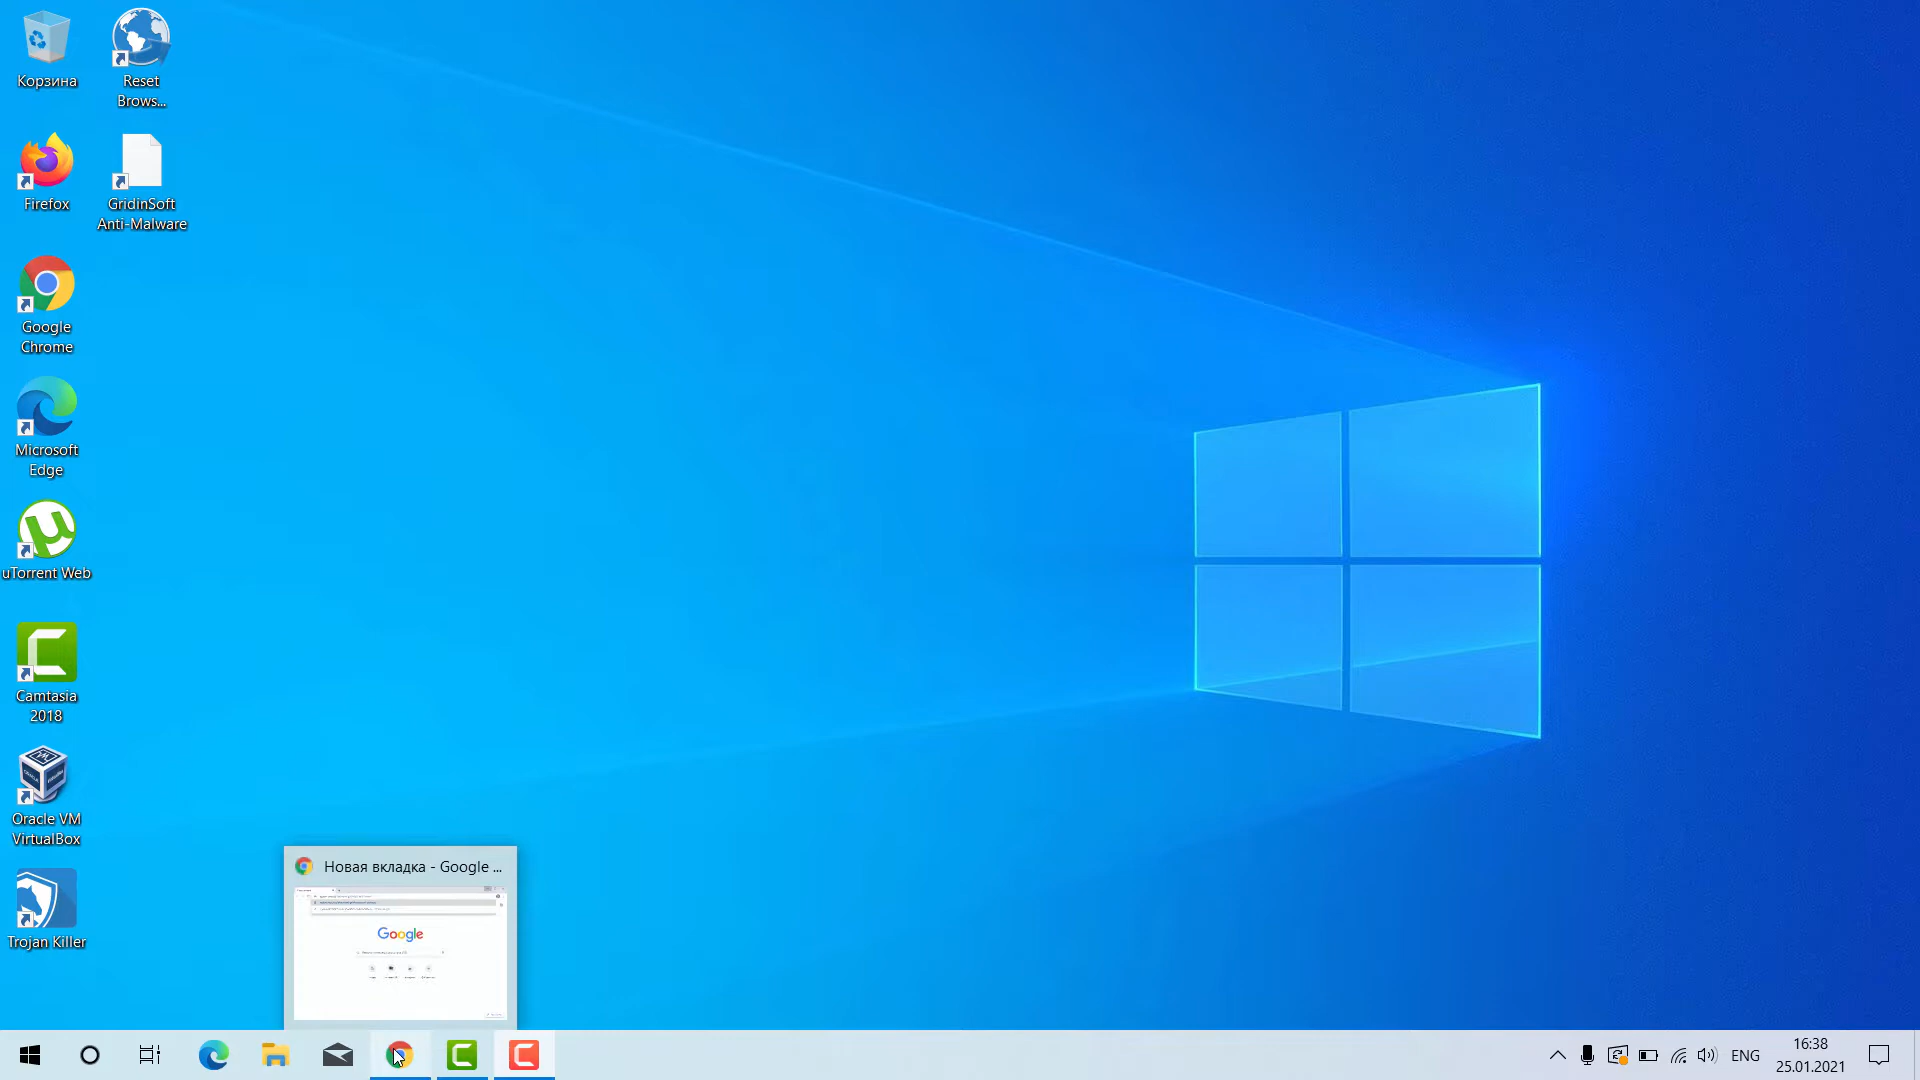 Корзина
Reset
Brows...
Firefox
GridinSoft
Anti-Malware
Google
Chrome
Microsoft
Edge
uTorrent Web
Camtasia
2018
Oracle VM
VirtualBox
Trojan Killer
Новая вкладка - Google ...
Google
ENG
16:38
25.01.2021